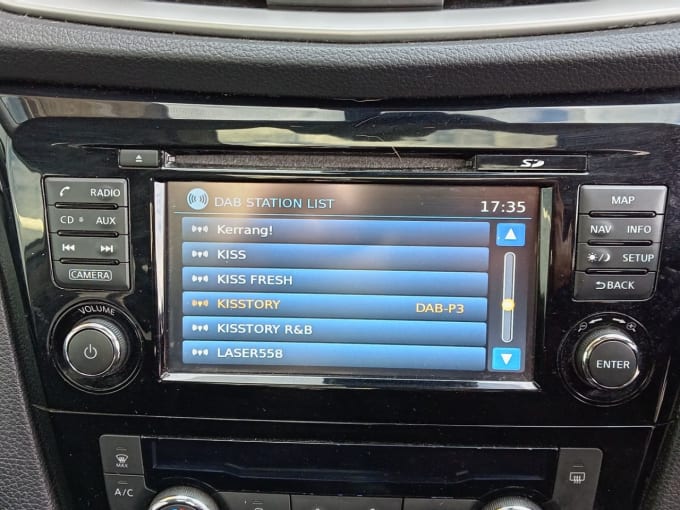 SD
RADIO
CD AUX
CAMERA
VOLUME
DAB STATION LIST 17:35
Kerrang!
KISS
KISS FRESH
KISSTORY DAB-P3
KISSTORY R&B
LASER558
MAP
NAV INFO
SETUP
BACK
ENTER
MAX
A/C